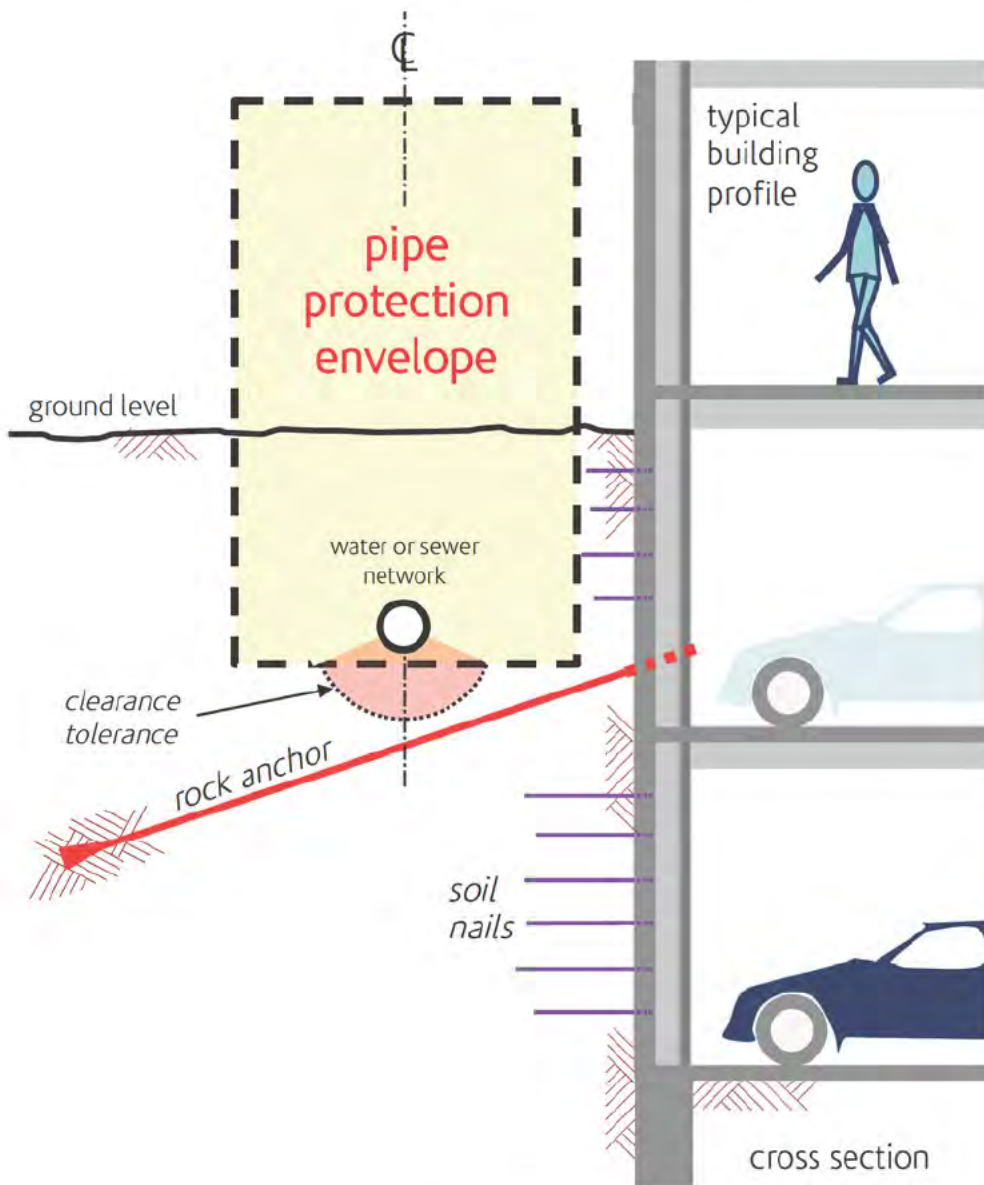 ℄
typical
building
profile
pipe
protection
envelope
ground level
water or sewer
network
clearance
tolerance
rock anchor
soil
nails
cross section